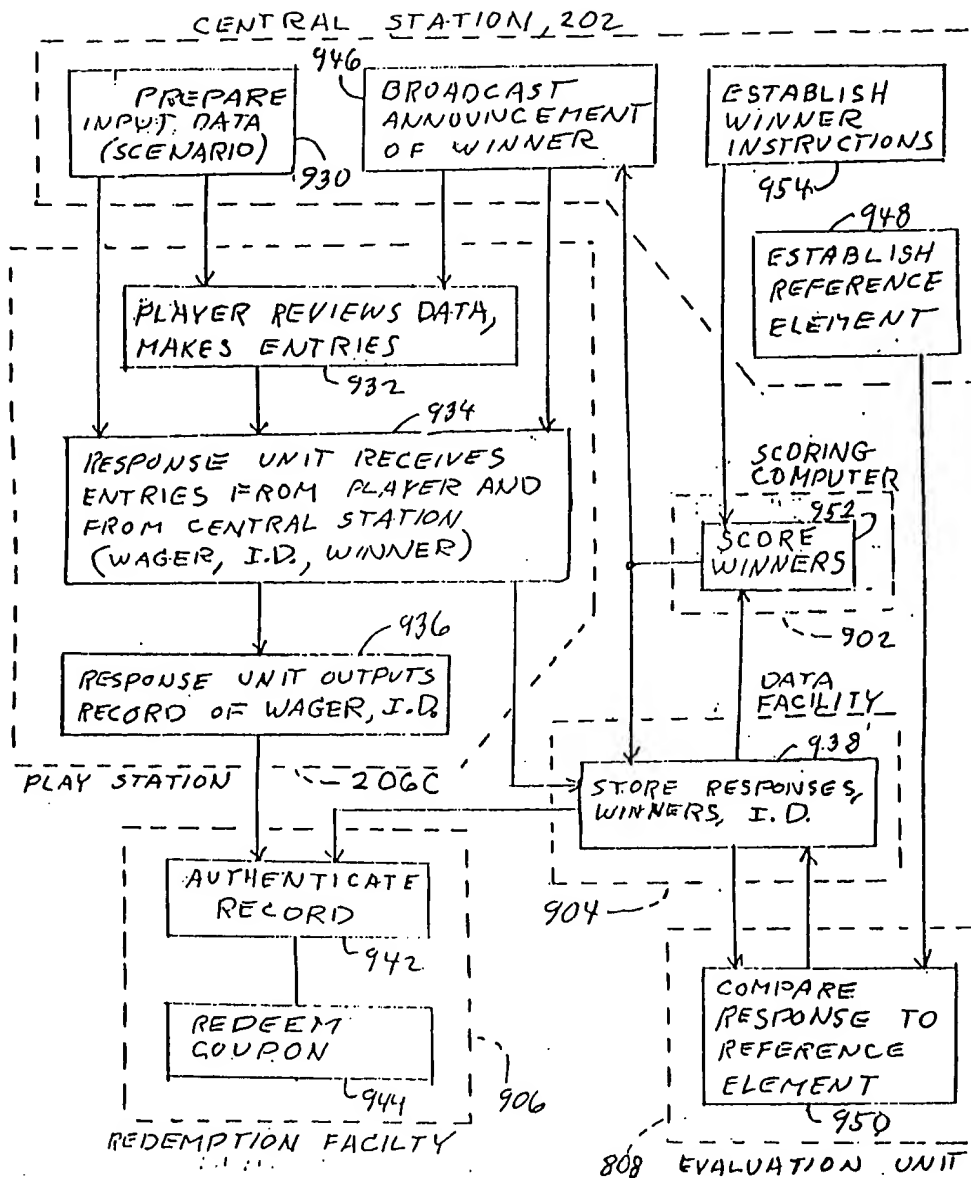 CENTRAL STATION, 202
PREPARE
INPUT DATA
(SCENARIO)
930
946
BROADCAST
ANNOUNCEMENT
OF WINNER
ESTABLISH
WINNER
INSTRUCTIONS
954
948
ESTABLISH
REFERENCE
ELEMENT
PLAYER REVIEWS DATA,
MAKES ENTRIES
932
934
RESPONSE UNIT RECEIVES
ENTRIES FROM PLAYER AND
FROM CENTRAL STATION
(WAGER, I.D., WINNER)
SCORING
COMPUTER
952
SCORE
WINNERS
902
936
RESPONSE UNIT OUTPUTS
RECORD OF WAGER, I.D.
PLAY STATION
206C
DATA
FACILITY
938
STORE RESPONSES,
WINNERS, I.D.
904
AUTHENTICATE
RECORD
942
REDEEM
COUPON
944
906
REDEMPTION FACILTY
COMPARE
RESPONSE TO
REFERENCE
ELEMENT
950
808 EVALUATION UNIT